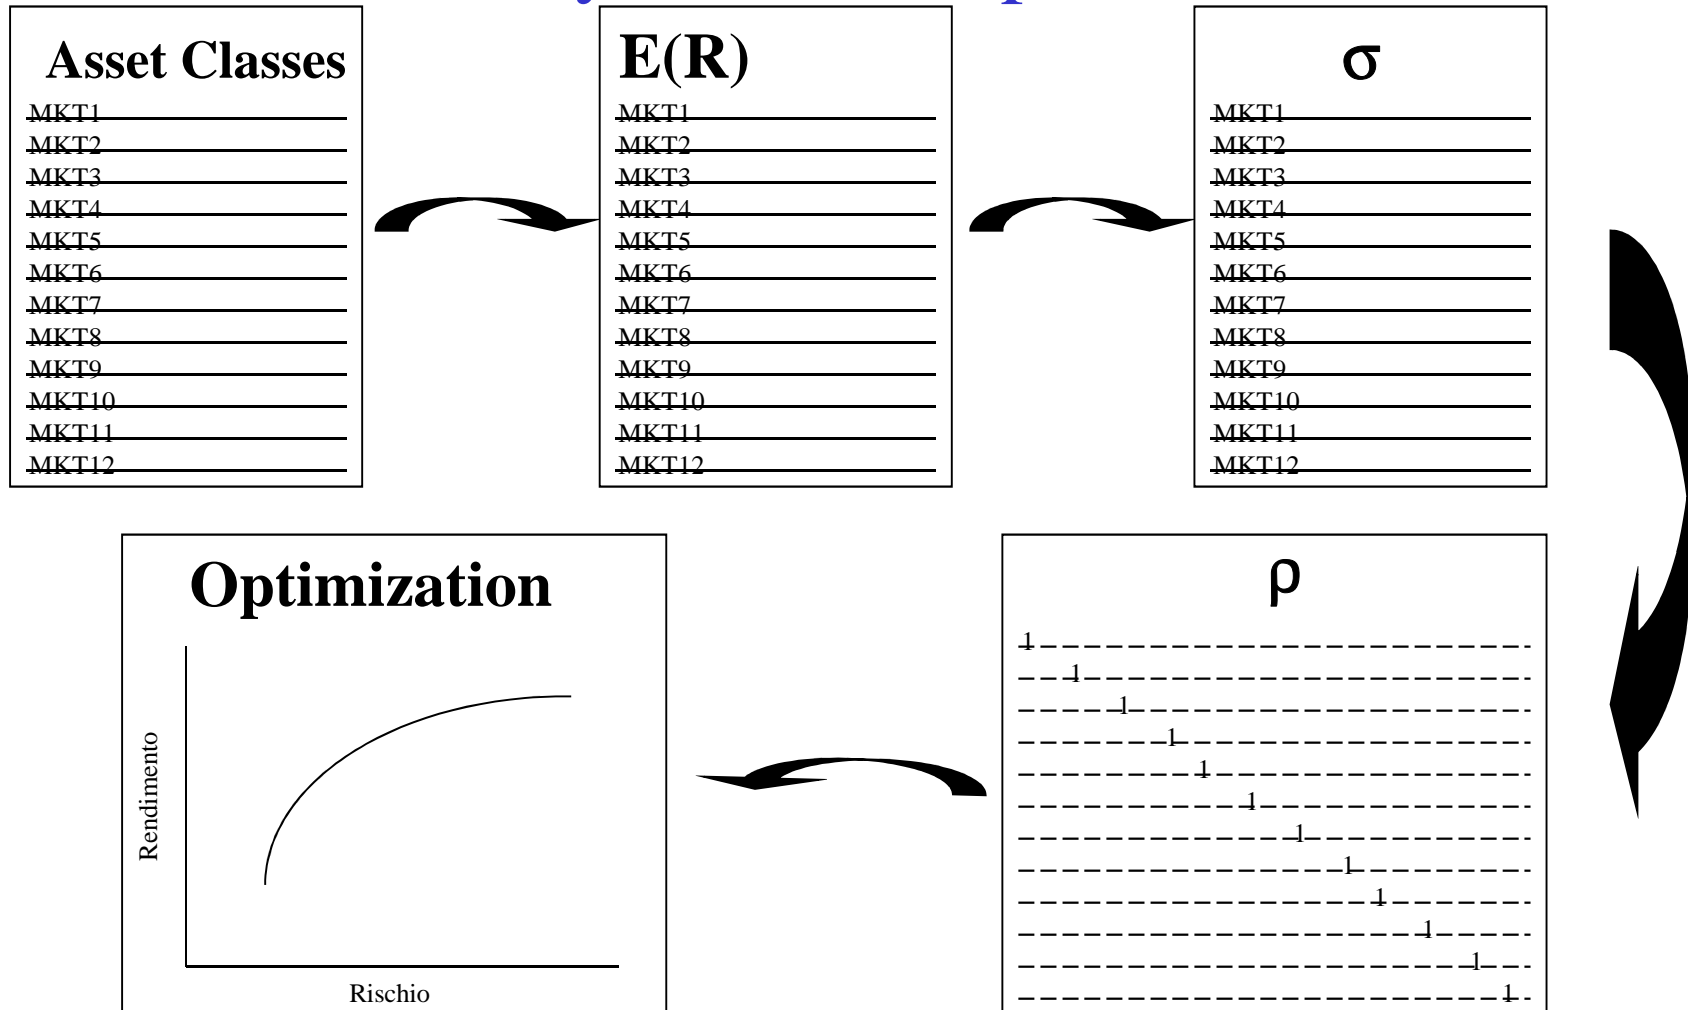 Asset Classes
MKT1
MKT2
MKT3
MKT4
MKT5
MKT6
MKT7
MKT8
MKT9
MKT10
MKT11
MKT12
E(R)
MKT1
MKT2
MKT3
MKT4
MKT5
MKT6
MKT7
MKT8
MKT9
MKT10
MKT11
MKT12
σ
MKT1
MKT2
MKT3
MKT4
MKT5
MKT6
MKT7
MKT8
MKT9
MKT10
MKT11
MKT12
Optimization
Rendimento
Rischio
ρ
1
1
1
1
1
1
1
1
1
1
1
1